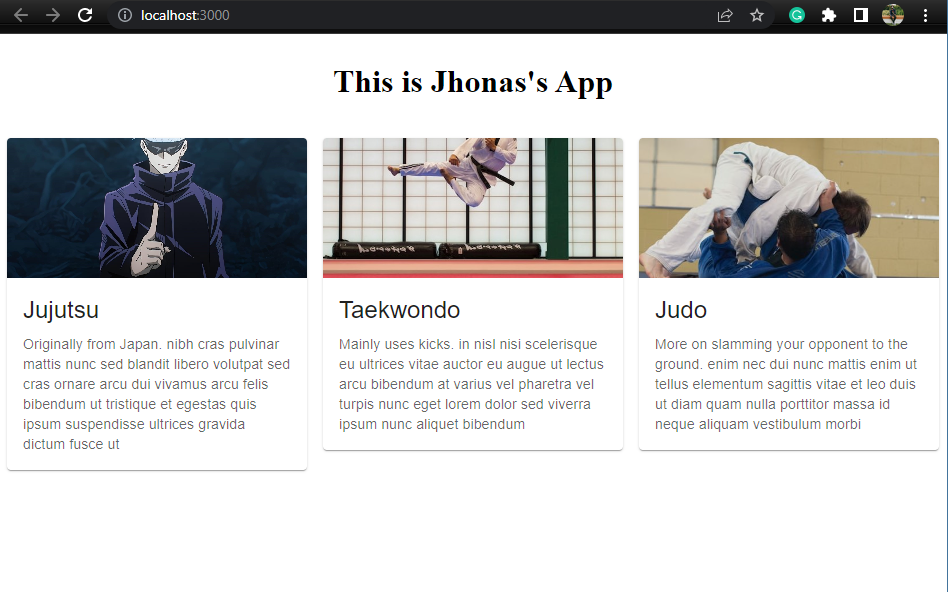 localhost:3000
This is Jhonas's App
Jujutsu
Originally from Japan. nibh cras pulvinar
mattis nunc sed blandit libero volutpat sed
cras ornare arcu dui vivamus arcu felis
bibendum ut tristique et egestas quis
ipsum suspendisse ultrices gravida
dictum fusce ut
Taekwondo
Mainly uses kicks. in nisl nisi scelerisque
eu ultrices vitae auctor eu augue ut lectus
arcu bibendum at varius vel pharetra vel
turpis nunc eget lorem dolor sed viverra
ipsum nunc aliquet bibendum
Judo
More on slamming your opponent to the
ground. enim nec dui nunc mattis enim ut
tellus elementum sagittis vitae et leo duis
ut diam quam nulla porttitor massa id
neque aliquam vestibulum morbi